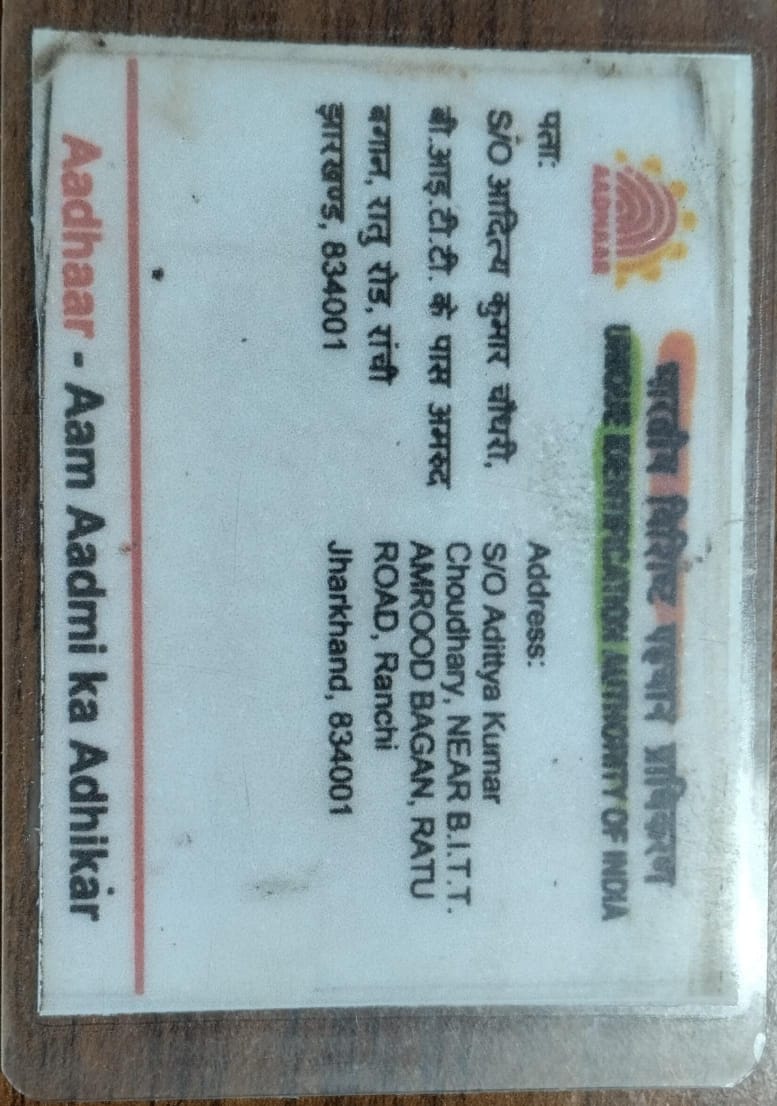 भारतीय विशिष्ट पहचान प्राधिकरण
UNIQUE IDENTIFICATION AUTHORITY OF INDIA
AADHAAR
पता:
S/O आदित्य कुमार चौधरी,
बी.आइ.टी.टी. के पास अमरुद
बगान, रातु रोड, रांची
झारखण्ड, 834001
Address:
S/O Adittya Kumar
Choudhary, NEAR B.I.T.T.
AMROOD BAGAN, RATU
ROAD, Ranchi
Jharkhand, 834001
Aadhaar - Aam Aadmi ka Adhikar